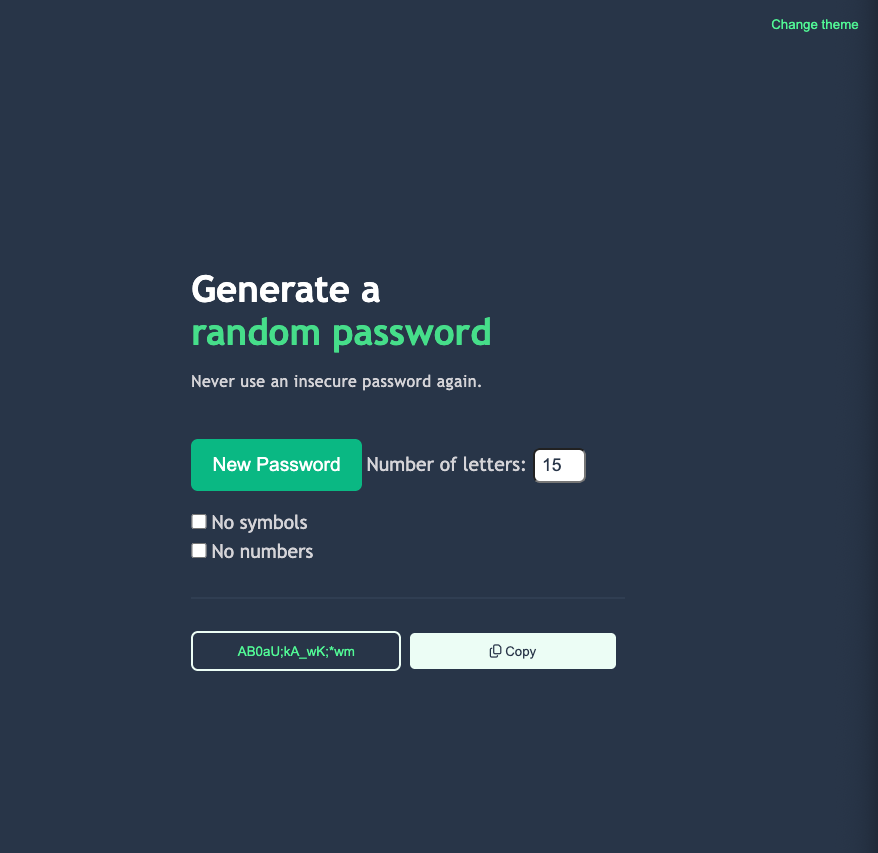 Change theme
Generate a
random password
Never use an insecure password again.
New Password Number of letters: 15
No symbols
No numbers
AB0aU;kA_wK;*wm Copy